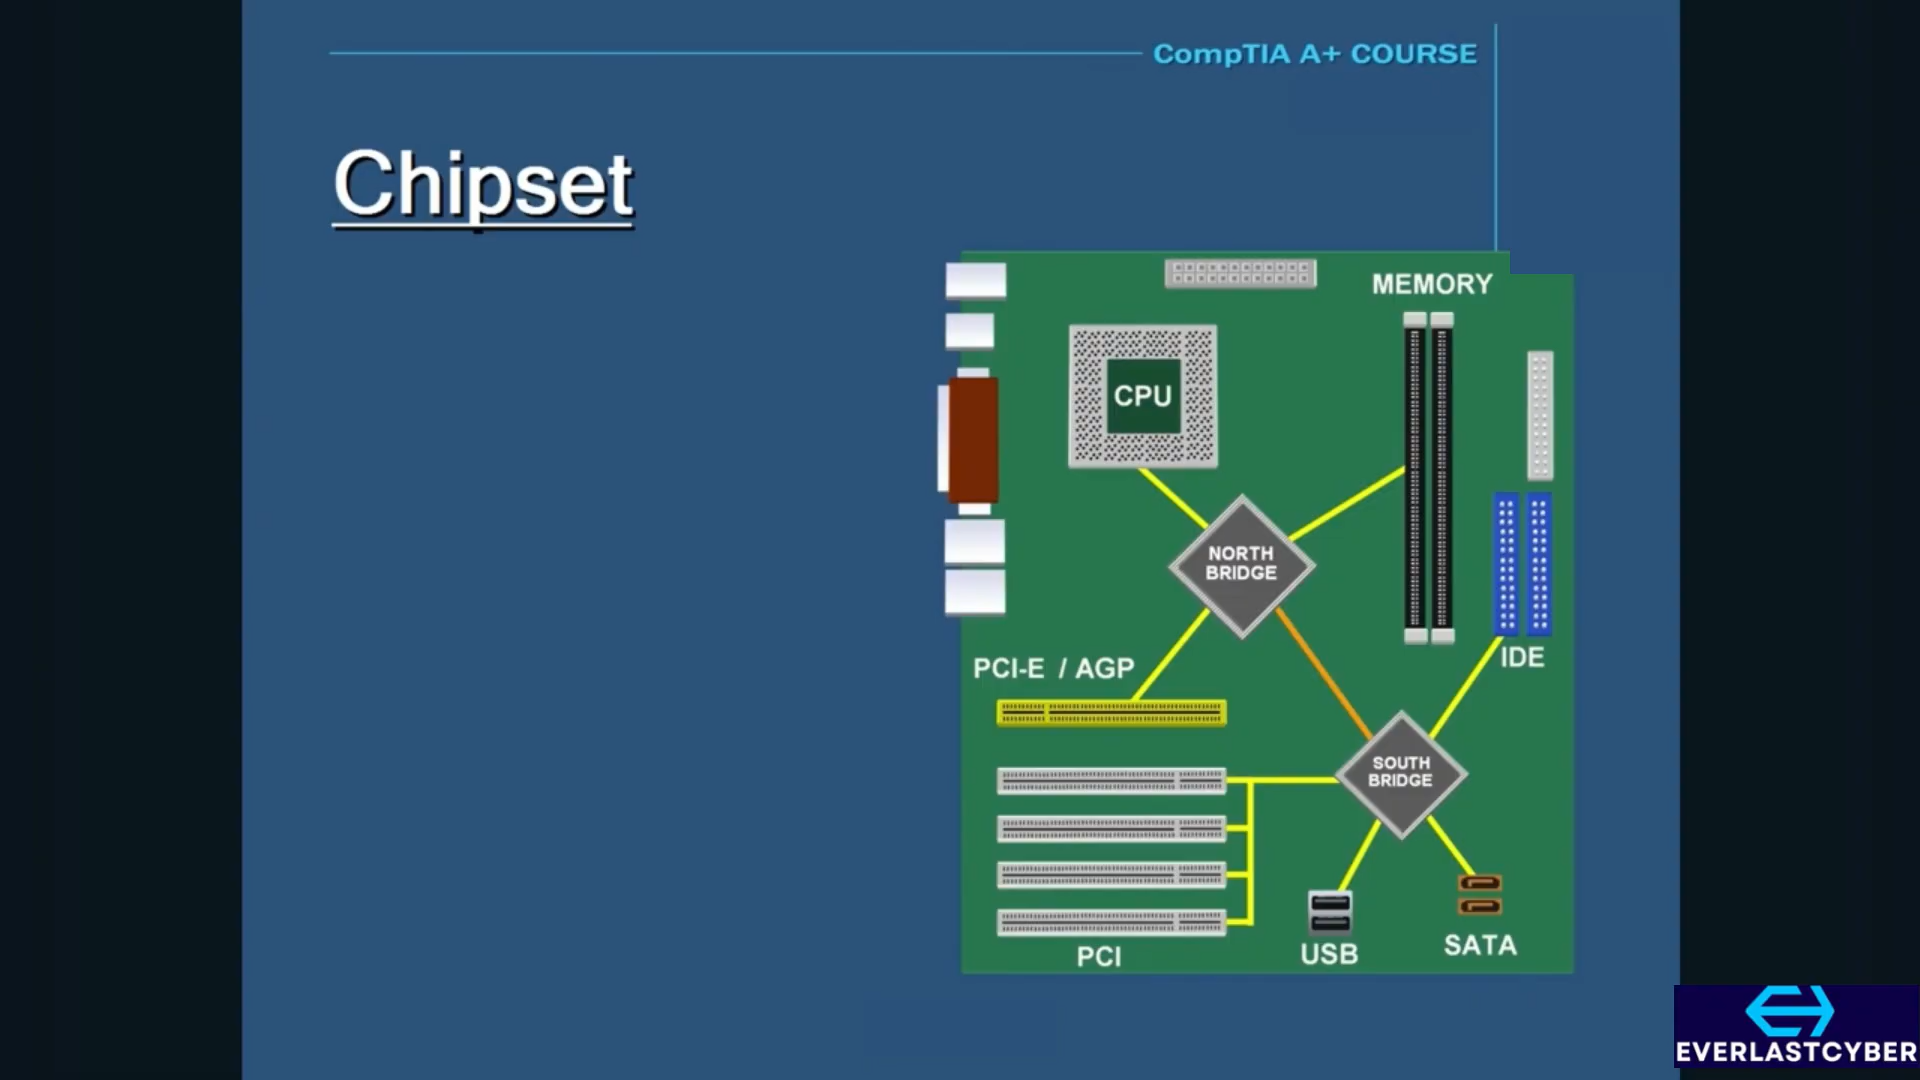 CompTIA A+ COURSE
Chipset
MEMORY
CPU
NORTH
BRIDGE
IDE
PCI-E / AGP
SOUTH
BRIDGE
PCI
USB
SATA
EVERLASTCYBER